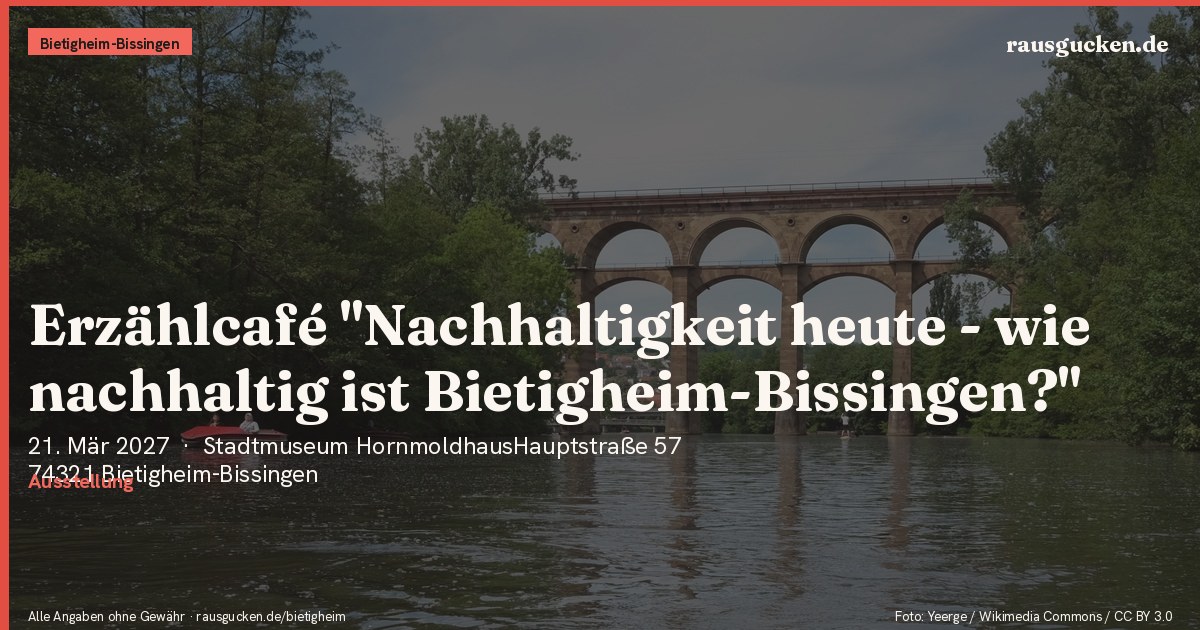 Bietigheim-Bissingen
rausgucken.de
Erzählcafé "Nachhaltigkeit heute - wie
nachhaltig ist Bietigheim-Bissingen?"
21. Mär 2027 · Stadtmuseum HornmoldhausHauptstraße 57
74321 Bietigheim-Bissingen
Ausstellung
Alle Angaben ohne Gewähr · rausgucken.de/bietigheim
Foto: Yeerge / Wikimedia Commons / CC BY 3.0